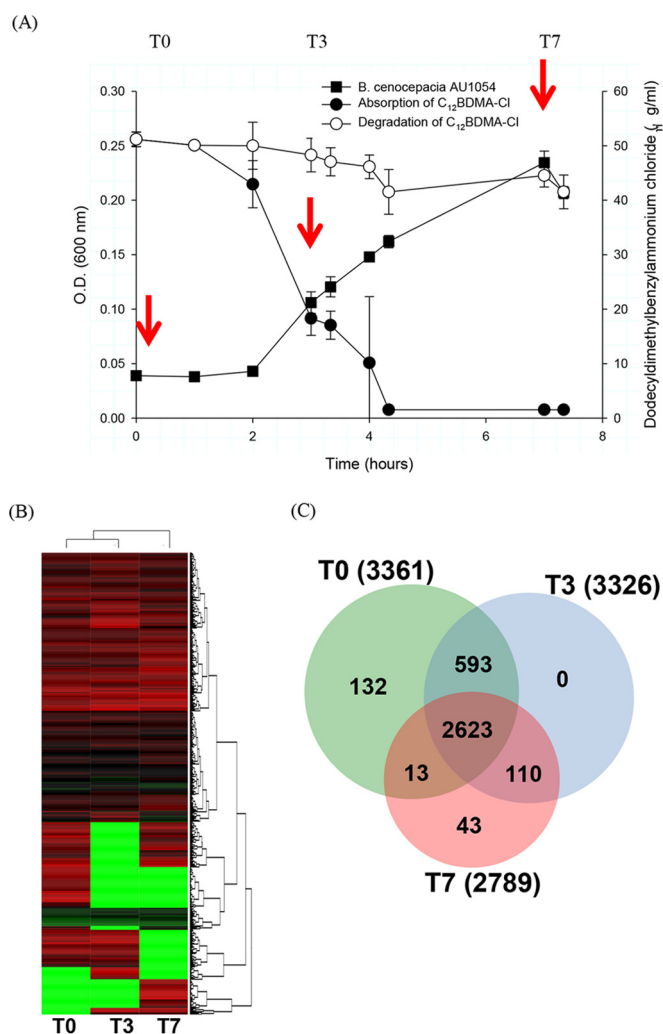 (A)
T0 T3 T7
B. cenocepacia AU1054
Absorption of C₁₂BDMA-Cl
Degradation of C₁₂BDMA-Cl
0.30
0.25
0.20
0.15
0.10
0.05
0.00
O.D. (600 nm)
60
50
40
30
20
10
0
Dodecyldimethylbenzylammonium chloride ( g/ml)
0 2 4 6 8
Time (hours)
(B)
T0 T3 T7
(C)
T0 (3361)
T3 (3326)
593
132
0
2623
13
110
43
T7 (2789)